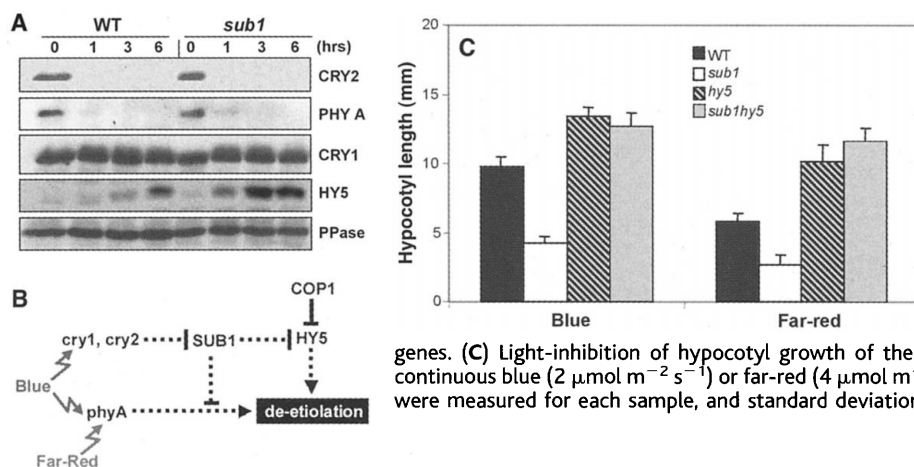 A
WT sub1
0 1 3 6 0 1 3 6 (hrs)
CRY2
PHY A
CRY1
HY5
PPase
B
COP1
cry1, cry2 SUB1 HY5
Blue
phyA de-etiolation
Far-Red
C
Hypocotyl length (mm)
20
15
10
5
0
WT
sub1
hy5
sub1hy5
Blue Far-red
genes. (C) Light-inhibition of hypocotyl growth of the
continuous blue (2 μmol m−2 s−1) or far-red (4 μmol m
were measured for each sample, and standard deviation